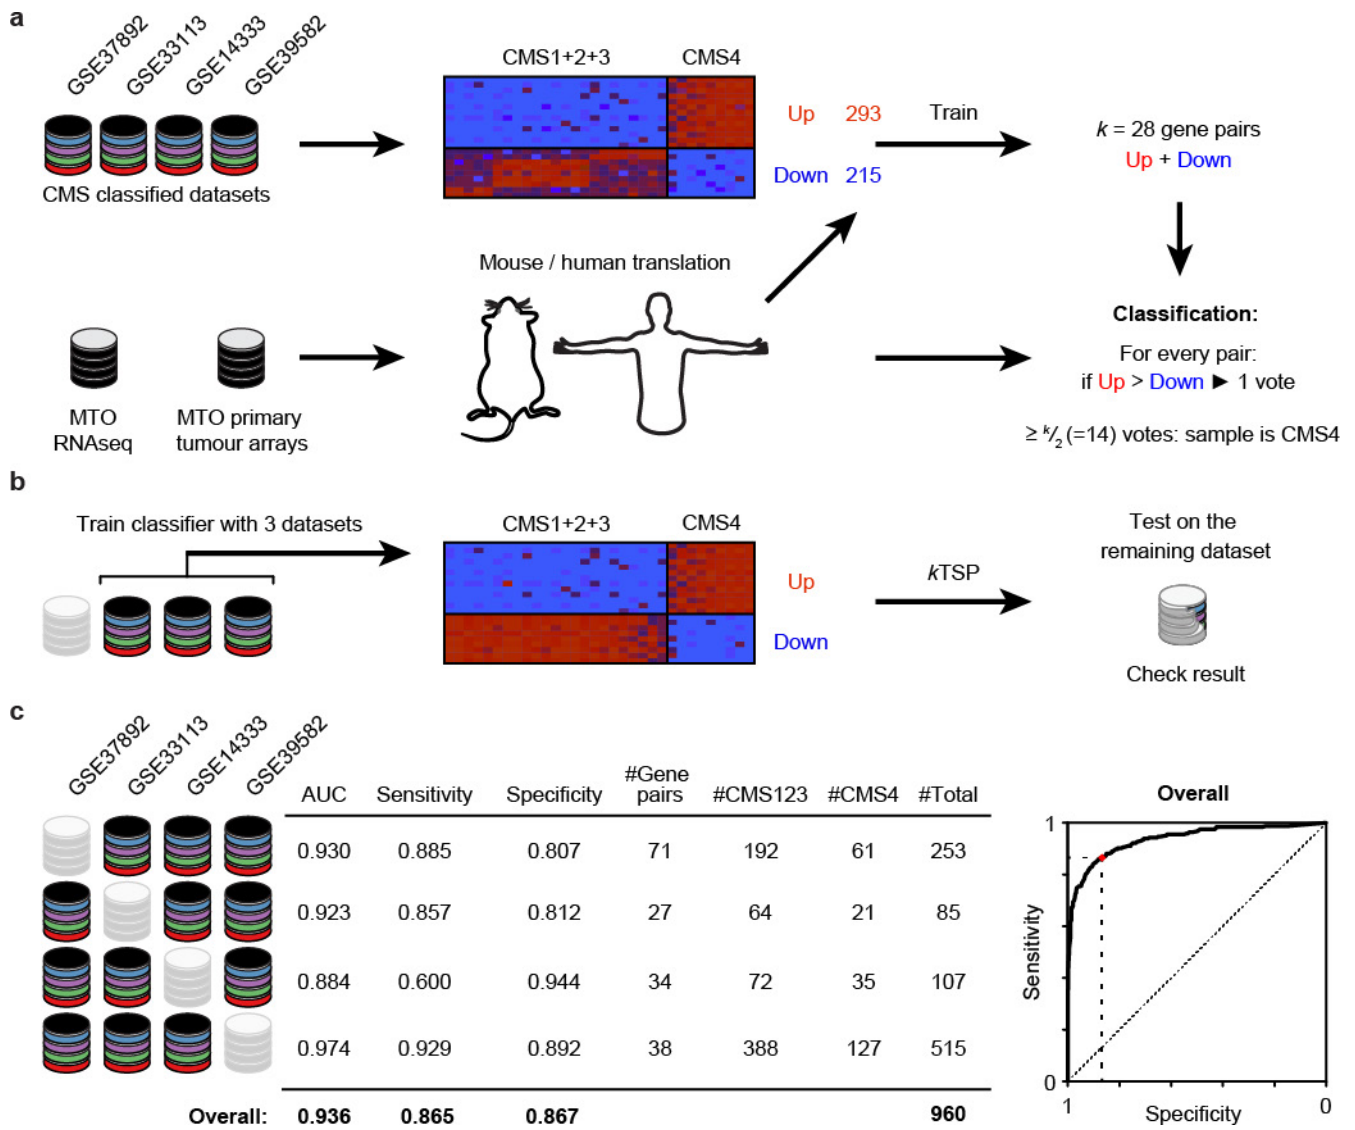 a
GSE37892
GSE33113
GSE14333
GSE39582
CMS classified datasets
CMS1+2+3
CMS4
Up 293
Down 215
Train
k = 28 gene pairs
Up + Down
Mouse / human translation
MTO
RNAseq
MTO primary
tumour arrays
Classification:
For every pair:
if Up > Down ► 1 vote
≥ k/2 (=14) votes: sample is CMS4
b
Train classifier with 3 datasets
CMS1+2+3
CMS4
Up
Down
kTSP
Test on the
remaining dataset
Check result
c
GSE37892
GSE33113
GSE14333
GSE39582
AUC Sensitivity Specificity #Gene pairs #CMS123 #CMS4 #Total
0.930 0.885 0.807 71 192 61 253
0.923 0.857 0.812 27 64 21 85
0.884 0.600 0.944 34 72 35 107
0.974 0.929 0.892 38 388 127 515
Overall: 0.936 0.865 0.867 960
Overall
1
Sensitivity
0
1
Specificity
0